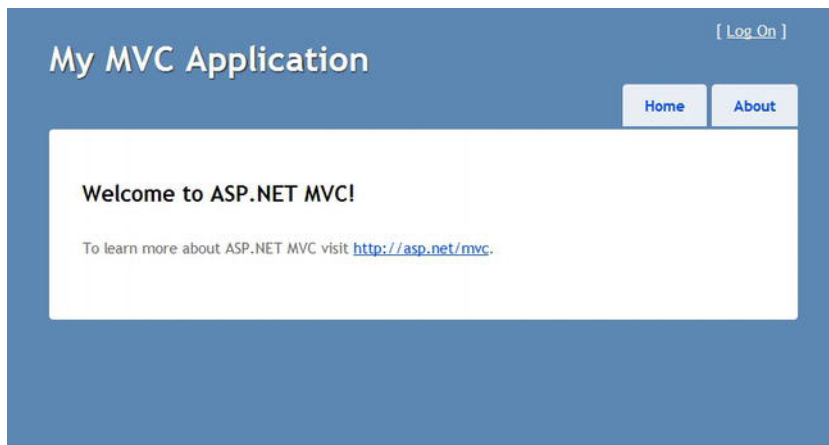 [ Log On ]
My MVC Application
Home About
Welcome to ASP.NET MVC!
To learn more about ASP.NET MVC visit http://asp.net/mvc.